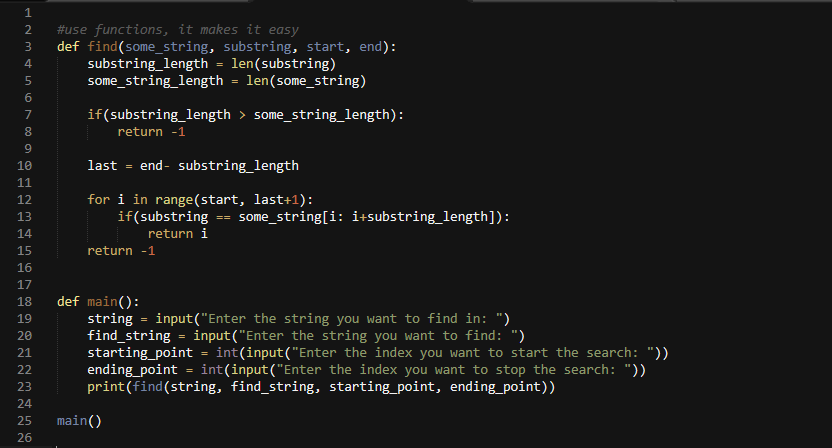 1
2 #use functions, it makes it easy
3 def find(some_string, substring, start, end):
4 substring_length = len(substring)
5 some_string_length = len(some_string)
6
7 if(substring_length > some_string_length):
8 return -1
9
10 last = end- substring_length
11
12 for i in range(start, last+1):
13 if(substring == some_string[i: i+substring_length]):
14 return i
15 return -1
16
17
18 def main():
19 string = input("Enter the string you want to find in: ")
20 find_string = input("Enter the string you want to find: ")
21 starting_point = int(input("Enter the index you want to start the search: "))
22 ending_point = int(input("Enter the index you want to stop the search: "))
23 print(find(string, find_string, starting_point, ending_point))
24
25 main()
26